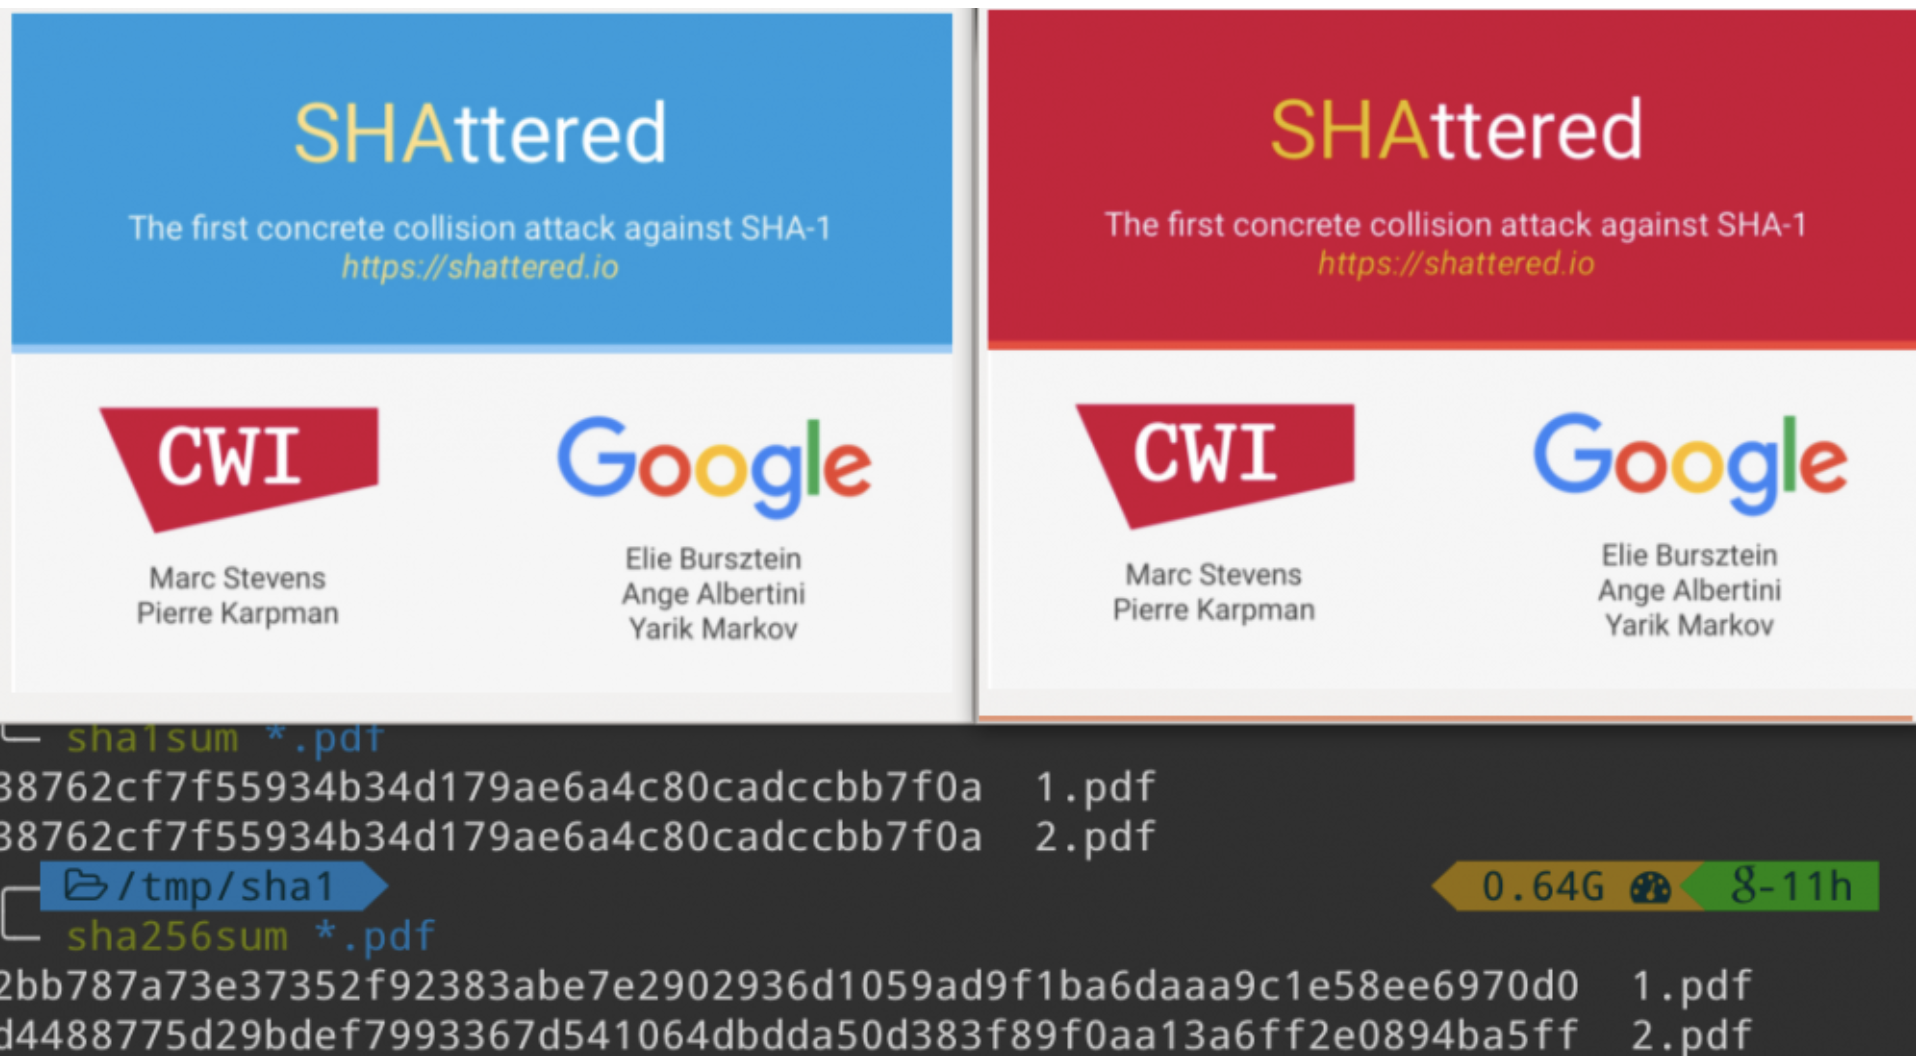 SHAttered
The first concrete collision attack against SHA-1
https://shattered.io
CWI
Marc Stevens
Pierre Karpman
Google
Elie Bursztein
Ange Albertini
Yarik Markov
SHAttered
The first concrete collision attack against SHA-1
https://shattered.io
CWI
Marc Stevens
Pierre Karpman
Google
Elie Bursztein
Ange Albertini
Yarik Markov
sha1sum *.pdf
38762cf7f55934b34d179ae6a4c80cadccbb7f0a 1.pdf
38762cf7f55934b34d179ae6a4c80cadccbb7f0a 2.pdf
/tmp/sha1 0.64G 8-11h
sha256sum *.pdf
2bb787a73e37352f92383abe7e2902936d1059ad9f1ba6daaa9c1e58ee6970d0 1.pdf
d4488775d29bdef7993367d541064dbdda50d383f89f0aa13a6ff2e0894ba5ff 2.pdf